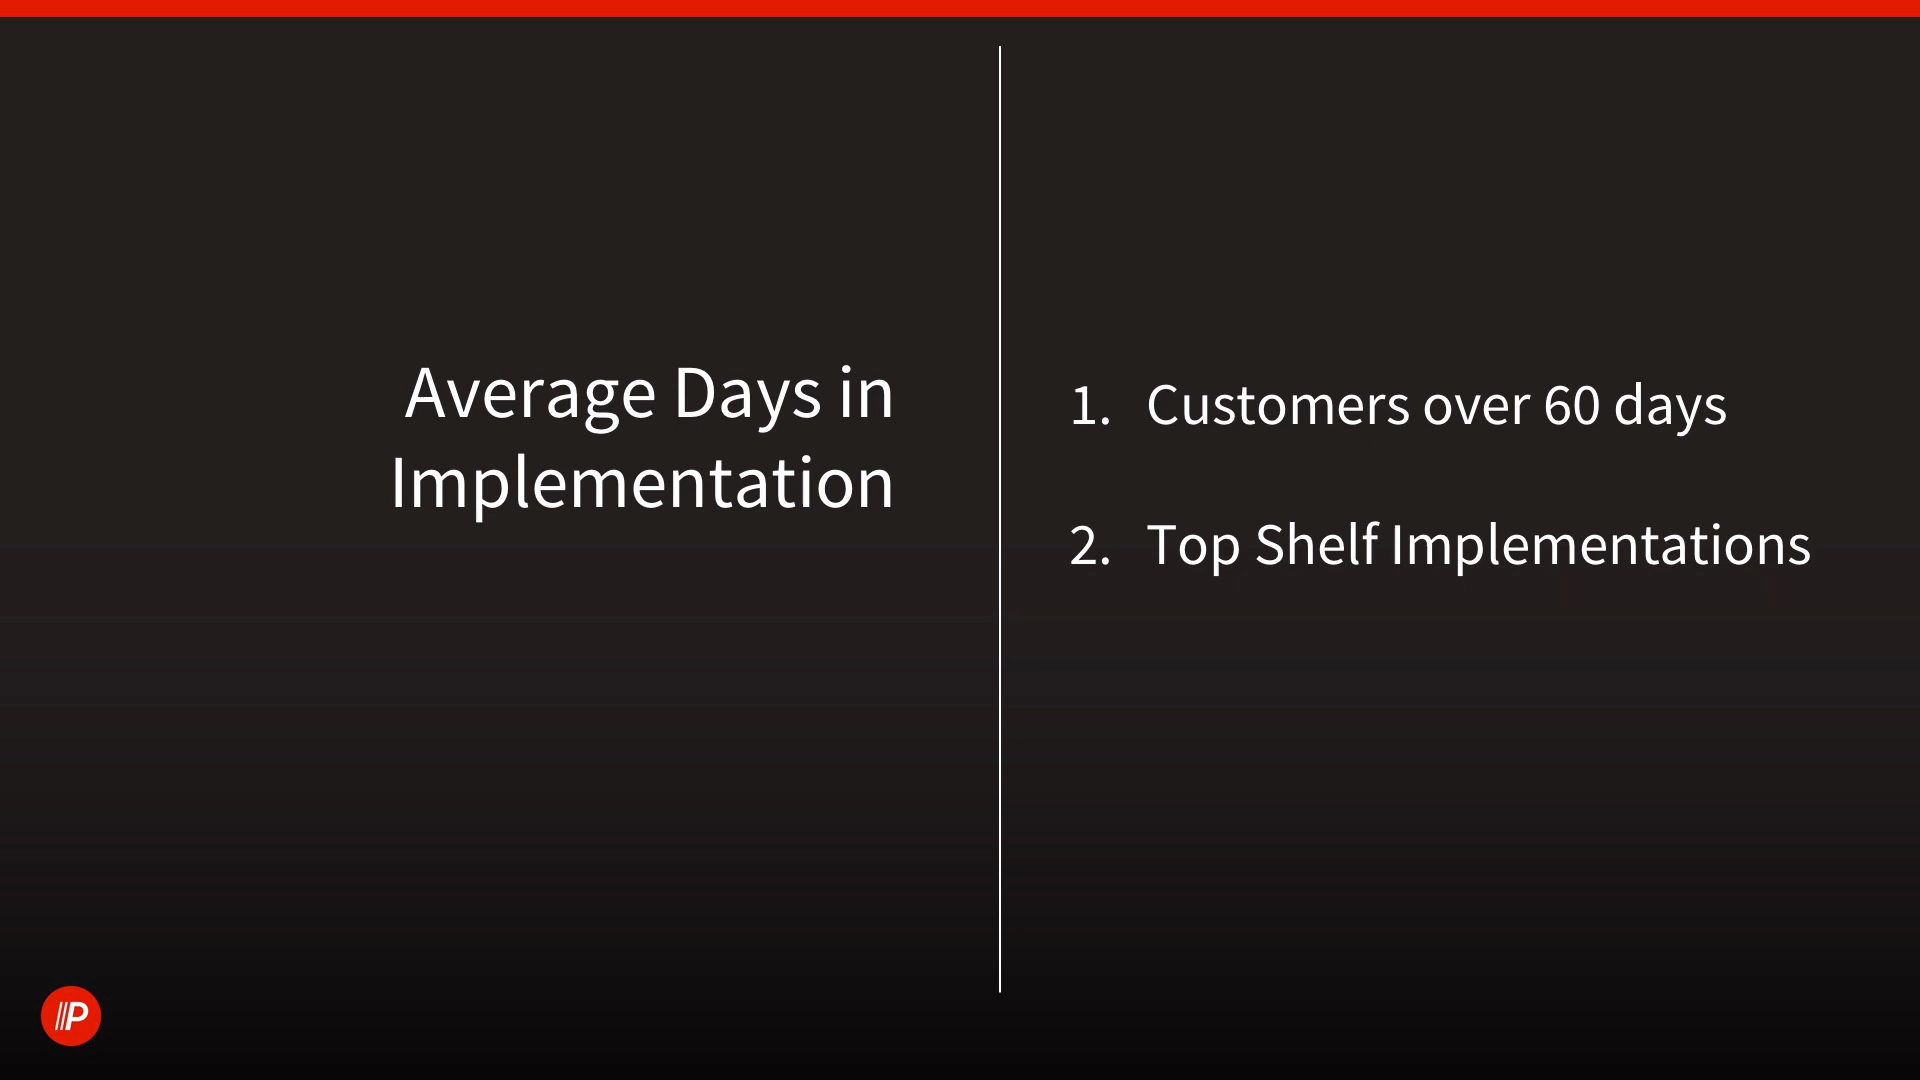 Average Days in
Implementation
1. Customers over 60 days
2. Top Shelf Implementations
P